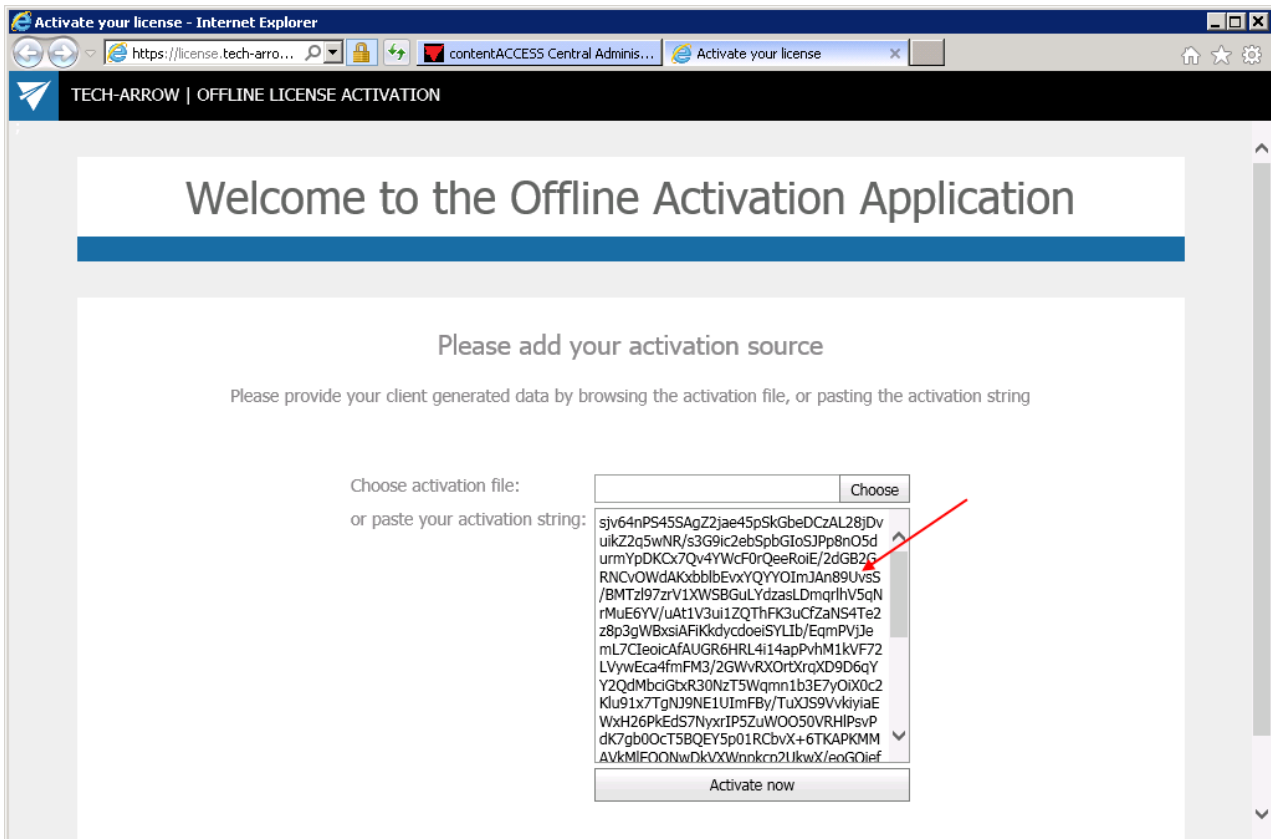 Activate your license - Internet Explorer
https://license.tech-arro...
contentACCESS Central Adminis...
Activate your license
TECH-ARROW | OFFLINE LICENSE ACTIVATION
Welcome to the Offline Activation Application
Please add your activation source
Please provide your client generated data by browsing the activation file, or pasting the activation string
Choose activation file:
Choose
or paste your activation string:
sjv64nPS45SAgZ2jae45pSkGbeDCzAL28jDv
uikZ2q5wNR/s3G9ic2ebSpbGIoSJPp8nO5d
urmYpDKCx7Qv4YWcF0rQeeRoiE/2dGB2G
RNCvOWdAKxbblbEvxYQYYOImJAn89UvsS
/BMTzl97zrV1XWSBGuLYdzasLDmqrlhV5qN
rMuE6YV/uAt1V3ui1ZQThFK3uCfZaNS4Te2
z8p3gWBxsiAFiKkdycdoeiSYLIb/EqmPVjJe
mL7CIeoicAfAUGR6HRL4i14apPvhM1kVF72
LVywEca4fmFM3/2GWvRXOrtXrqXD9D6qY
Y2QdMbciGtxR30NzT5Wqmn1b3E7yOiX0c2
Klu91x7TgNJ9NE1UImFBy/TuXJS9VvkiyiaE
WxH26PkEdS7NyxrIP5ZuWOO50VRHlPsvP
dK7gb0OcT5BQEY5p01RCbvX+6TKAPKMM
Activate now